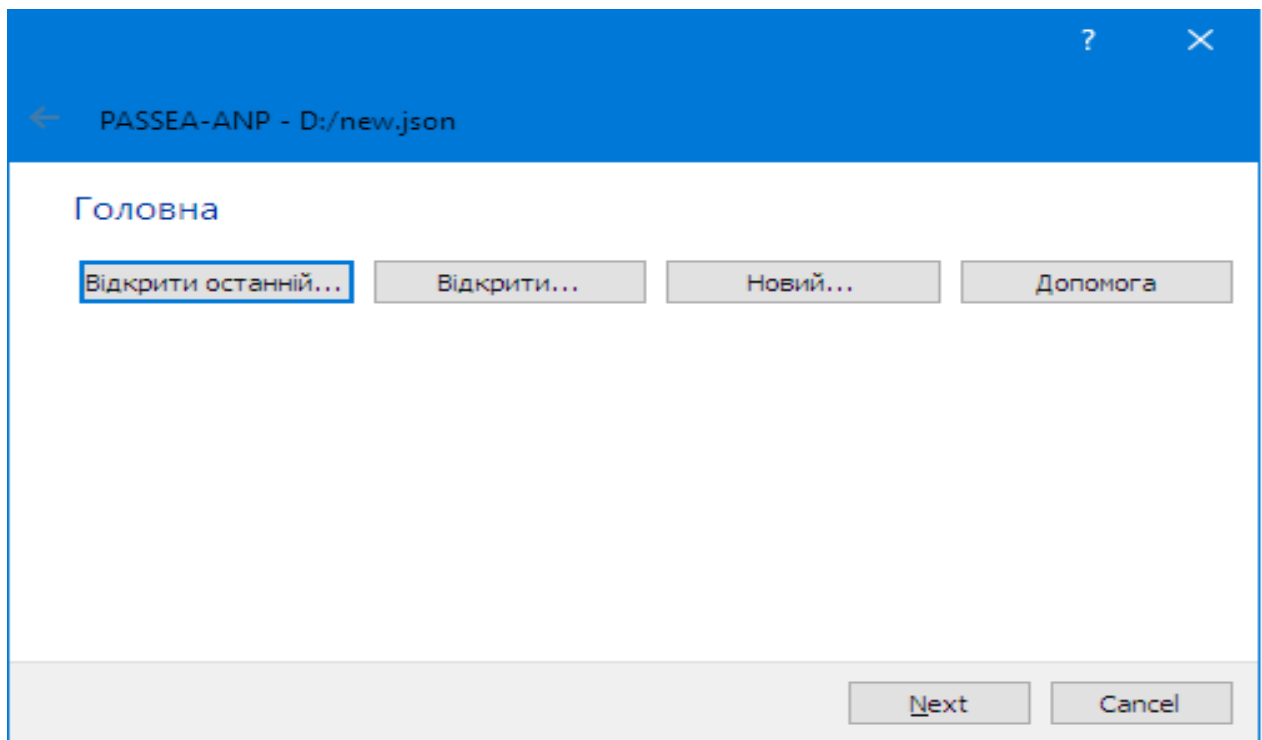 ?
PASSEA-ANP - D:/new.json
Головна
Відкрити останній... Відкрити... Новий... Допомога
Next Cancel